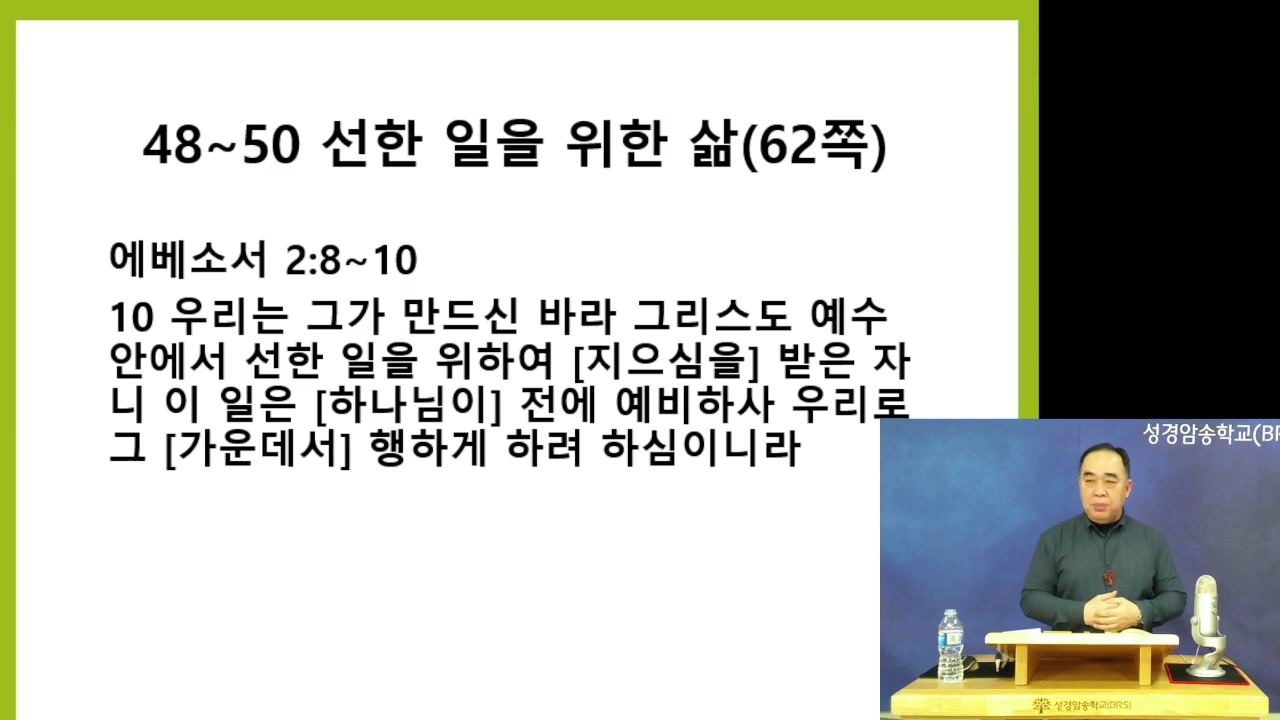 48~50 선한 일을 위한 삶(62쪽)
에베소서 2:8~10
10 우리는 그가 만드신 바라 그리스도 예수
안에서 선한 일을 위하여 [지으심을] 받은 자
니 이 일은 [하나님이] 전에 예비하사 우리로
그 [가운데서] 행하게 하려 하심이니라
성경암송학교(BR
성경암송학교(BRS)